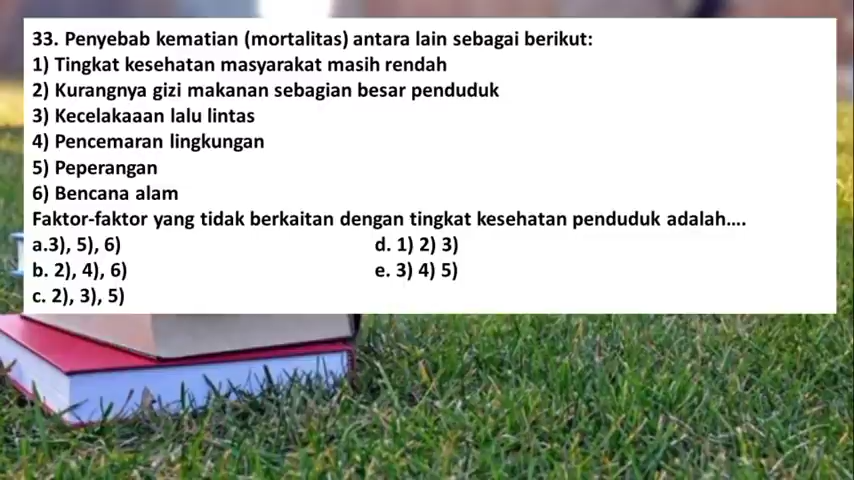 33. Penyebab kematian (mortalitas) antara lain sebagai berikut:
1) Tingkat kesehatan masyarakat masih rendah
2) Kurangnya gizi makanan sebagian besar penduduk
3) Kecelakaaan lalu lintas
4) Pencemaran lingkungan
5) Peperangan
6) Bencana alam
Faktor-faktor yang tidak berkaitan dengan tingkat kesehatan penduduk adalah....
a.3), 5), 6)
b. 2), 4), 6)
c. 2), 3), 5)
d. 1) 2) 3)
e. 3) 4) 5)